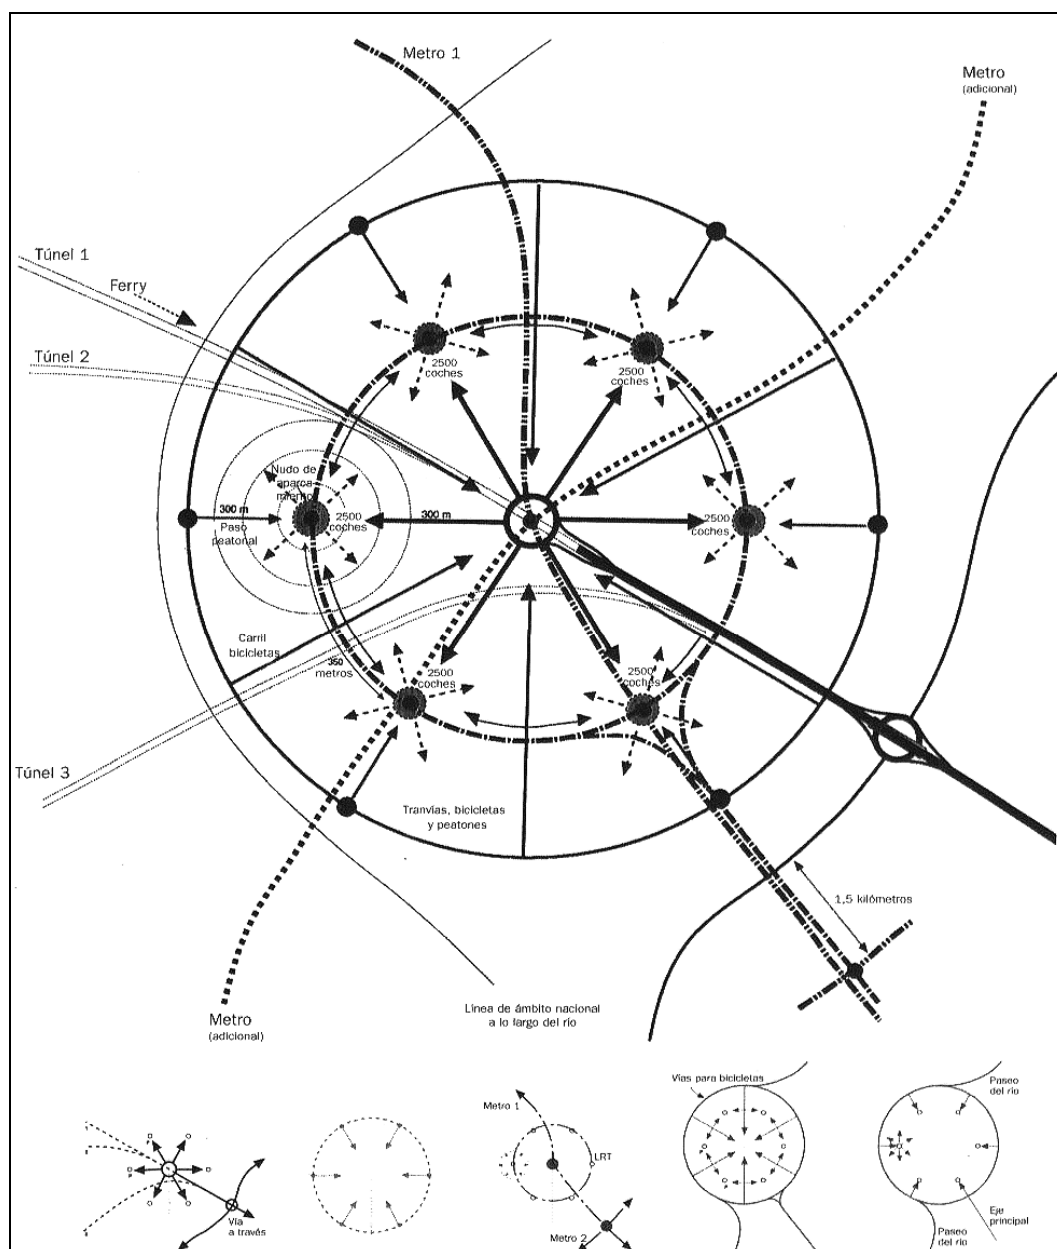 Metro 1
Metro
(adicional)
Túnel 1
Ferry
Túnel 2
2500
coches
2500
coches
Nudo de
aparca
miento
300 m
Paso
peatonal
2500
coches
300 m
2500
coches
Carril
bicicletas
350
metros
2500
coches
2500
coches
Túnel 3
Tranvías, bicicletas
y peatones
1,5 kilómetros
Metro
(adicional)
Línea de ámbito nacional
a lo largo del río
Vía
a través
Metro 1
LRT
Metro 2
Vías para bicicletas
Paseo
del río
Eje
principal
Paseo
del río